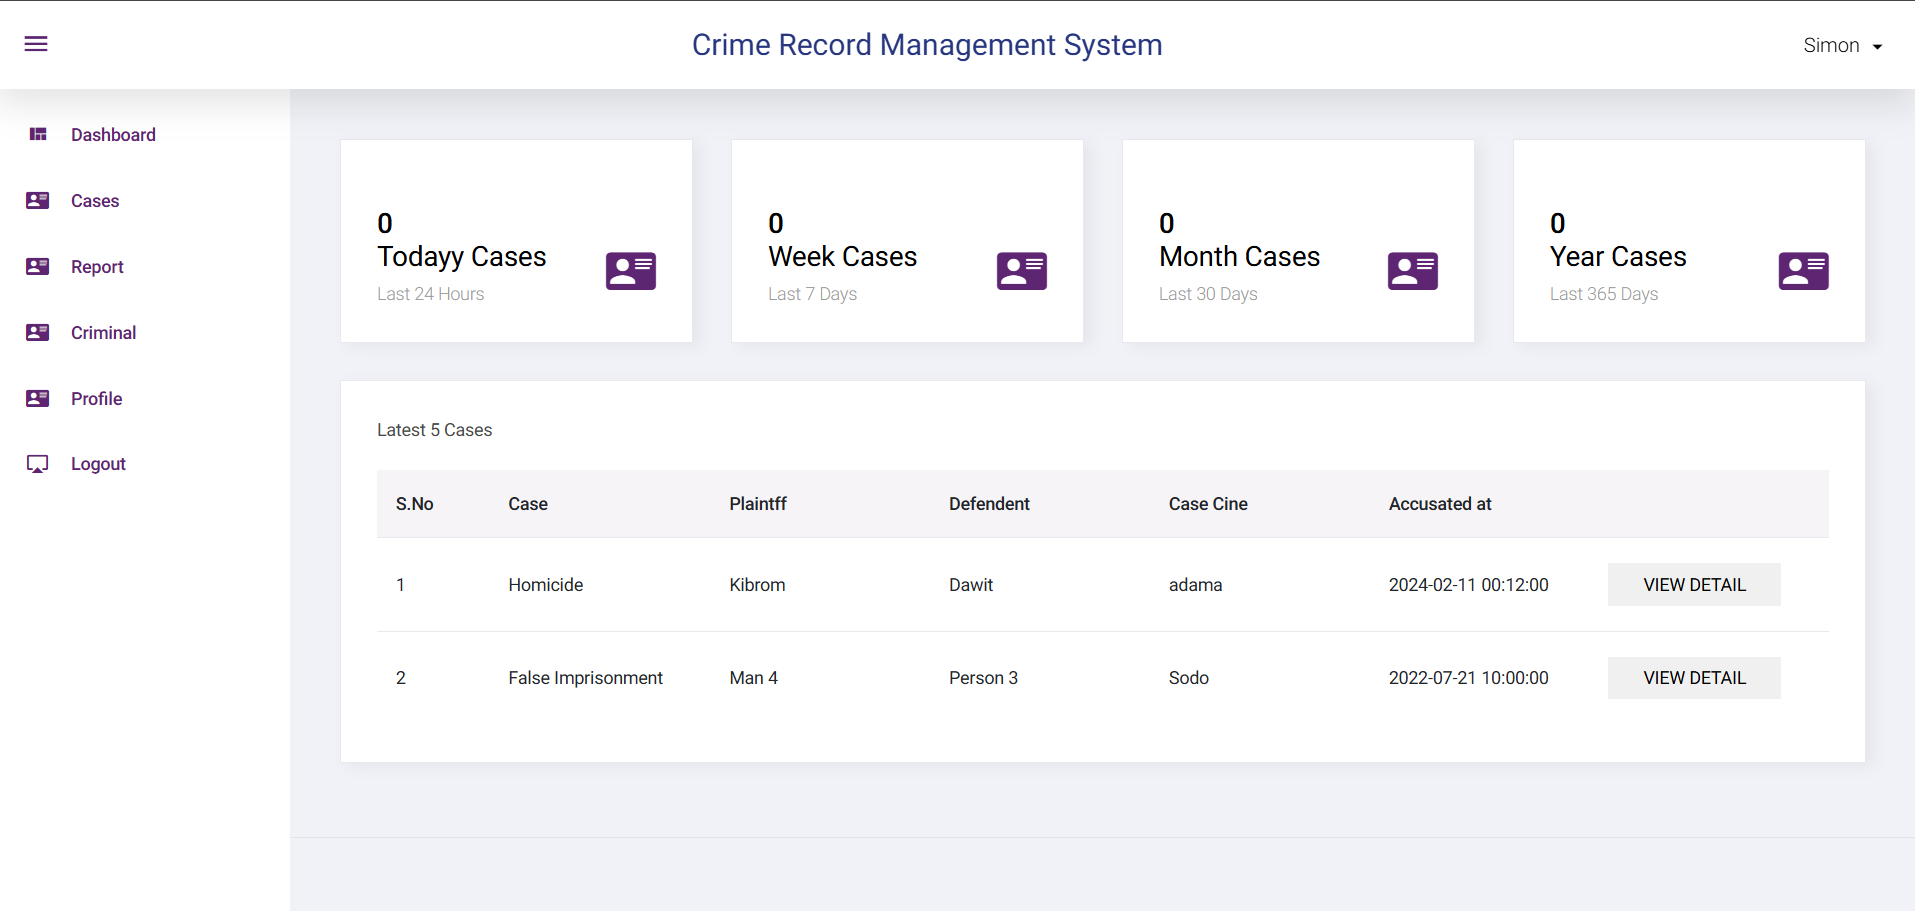 Crime Record Management System
Simon
Dashboard
Cases
Report
Criminal
Profile
Logout
0
Todayy Cases
Last 24 Hours
0
Week Cases
Last 7 Days
0
Month Cases
Last 30 Days
0
Year Cases
Last 365 Days
Latest 5 Cases
S.No Case Plaintff Defendent Case Cine Accusated at
1 Homicide Kibrom Dawit adama 2024-02-11 00:12:00 VIEW DETAIL
2 False Imprisonment Man 4 Person 3 Sodo 2022-07-21 10:00:00 VIEW DETAIL